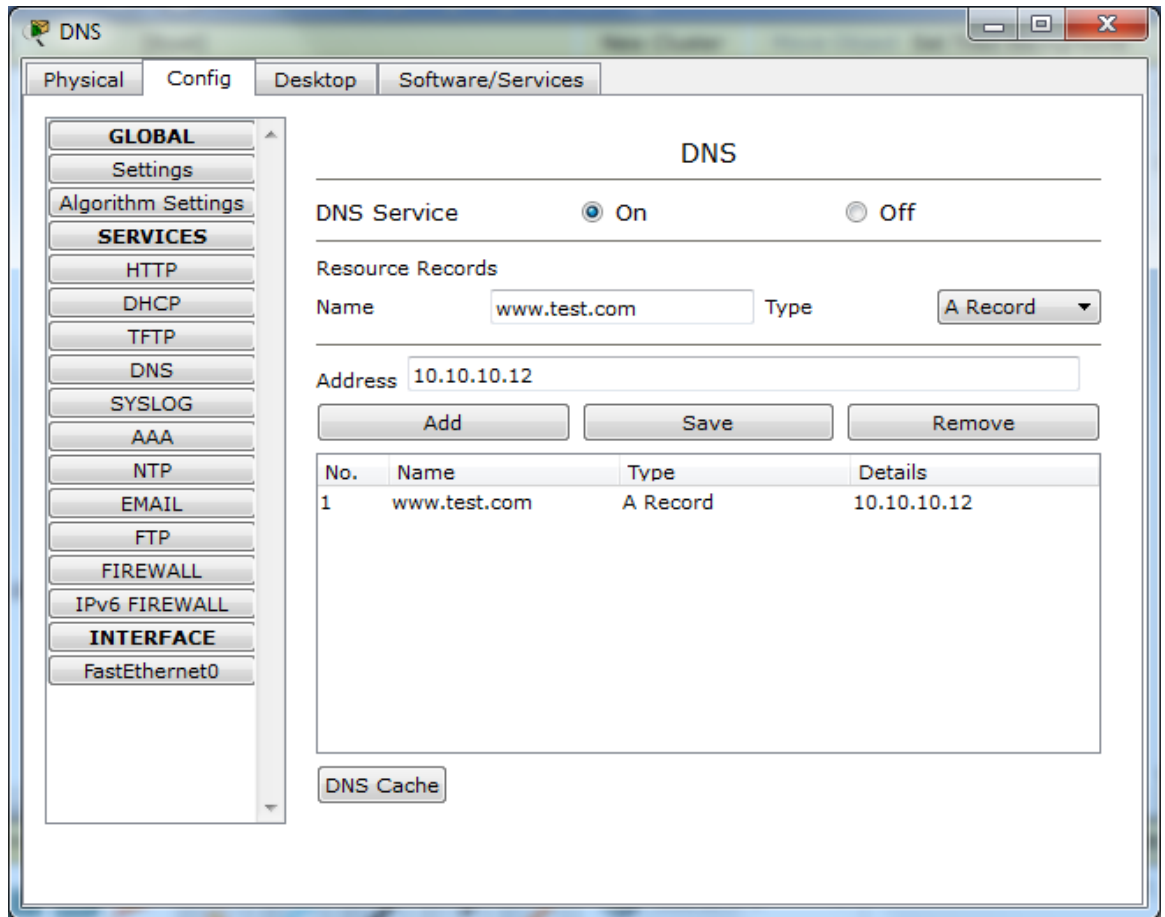 DNS
Physical Config Desktop Software/Services
GLOBAL
Settings
Algorithm Settings
SERVICES
HTTP
DHCP
TFTP
DNS
SYSLOG
AAA
NTP
EMAIL
FTP
FIREWALL
IPv6 FIREWALL
INTERFACE
FastEthernet0
DNS
DNS Service On Off
Resource Records
Name www.test.com Type A Record
Address 10.10.10.12
Add Save Remove
No. Name Type Details
1 www.test.com A Record 10.10.10.12
DNS Cache